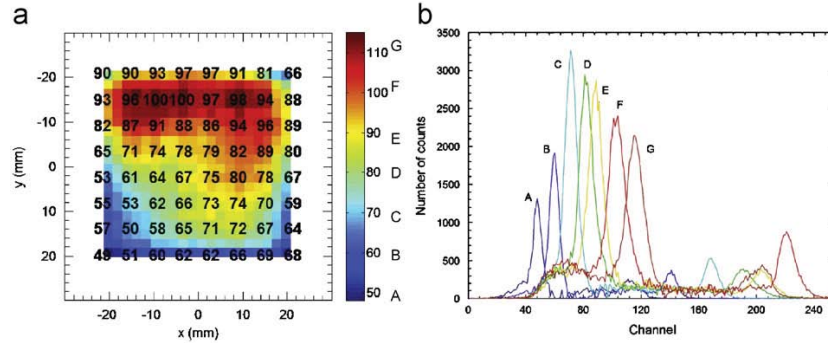 a
b
90 90 93 97 97 91 81 66
93 96 100 100 97 98 94 88
82 87 91 88 86 94 96 89
65 71 74 78 79 82 89 80
53 61 64 67 75 80 78 67
55 53 62 66 73 74 70 59
57 50 58 65 71 72 67 64
49 51 60 62 62 66 69 68
-20
-10
0
10
20
y (mm)
-20 -10 0 10 20
x (mm)
110
100
90
80
70
60
50
G
F
E
D
C
B
A
3500
3000
2500
2000
1500
1000
500
0
Number of counts
0 40 80 120 160 200 240
Channel
A
B
C
D
E
F
G